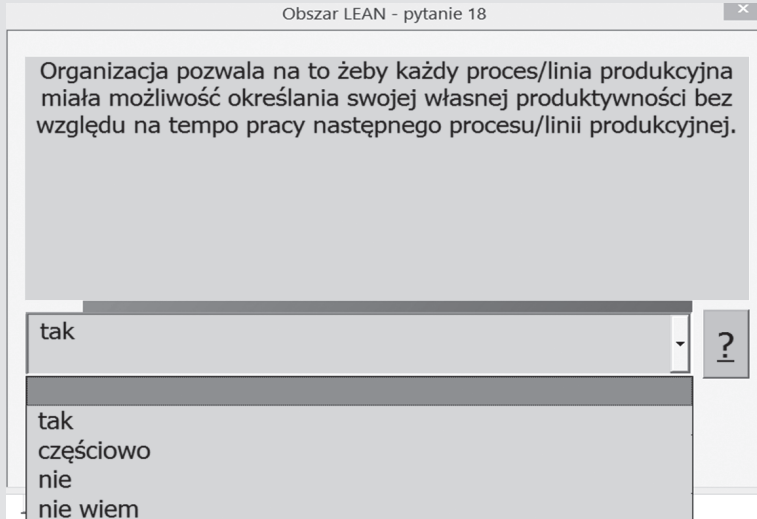 Obszar LEAN - pytanie 18
Organizacja pozwala na to żeby każdy proces/linia produkcyjna
miała możliwość określania swojej własnej produktywności bez
względu na tempo pracy następnego procesu/linii produkcyjnej.
tak
?
tak
częściowo
nie
nie wiem